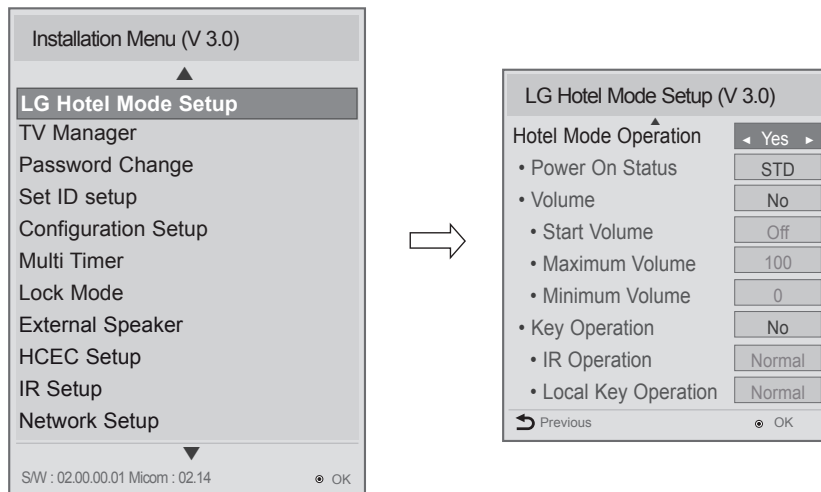 Installation Menu (V 3.0)
LG Hotel Mode Setup
TV Manager
Password Change
Set ID setup
Configuration Setup
Multi Timer
Lock Mode
External Speaker
HCEC Setup
IR Setup
Network Setup
S/W : 02.00.00.01 Micom : 02.14 OK
LG Hotel Mode Setup (V 3.0)
Hotel Mode Operation ◂ Yes ▸
• Power On Status STD
• Volume No
• Start Volume Off
• Maximum Volume 100
• Minimum Volume 0
• Key Operation No
• IR Operation Normal
• Local Key Operation Normal
Previous OK